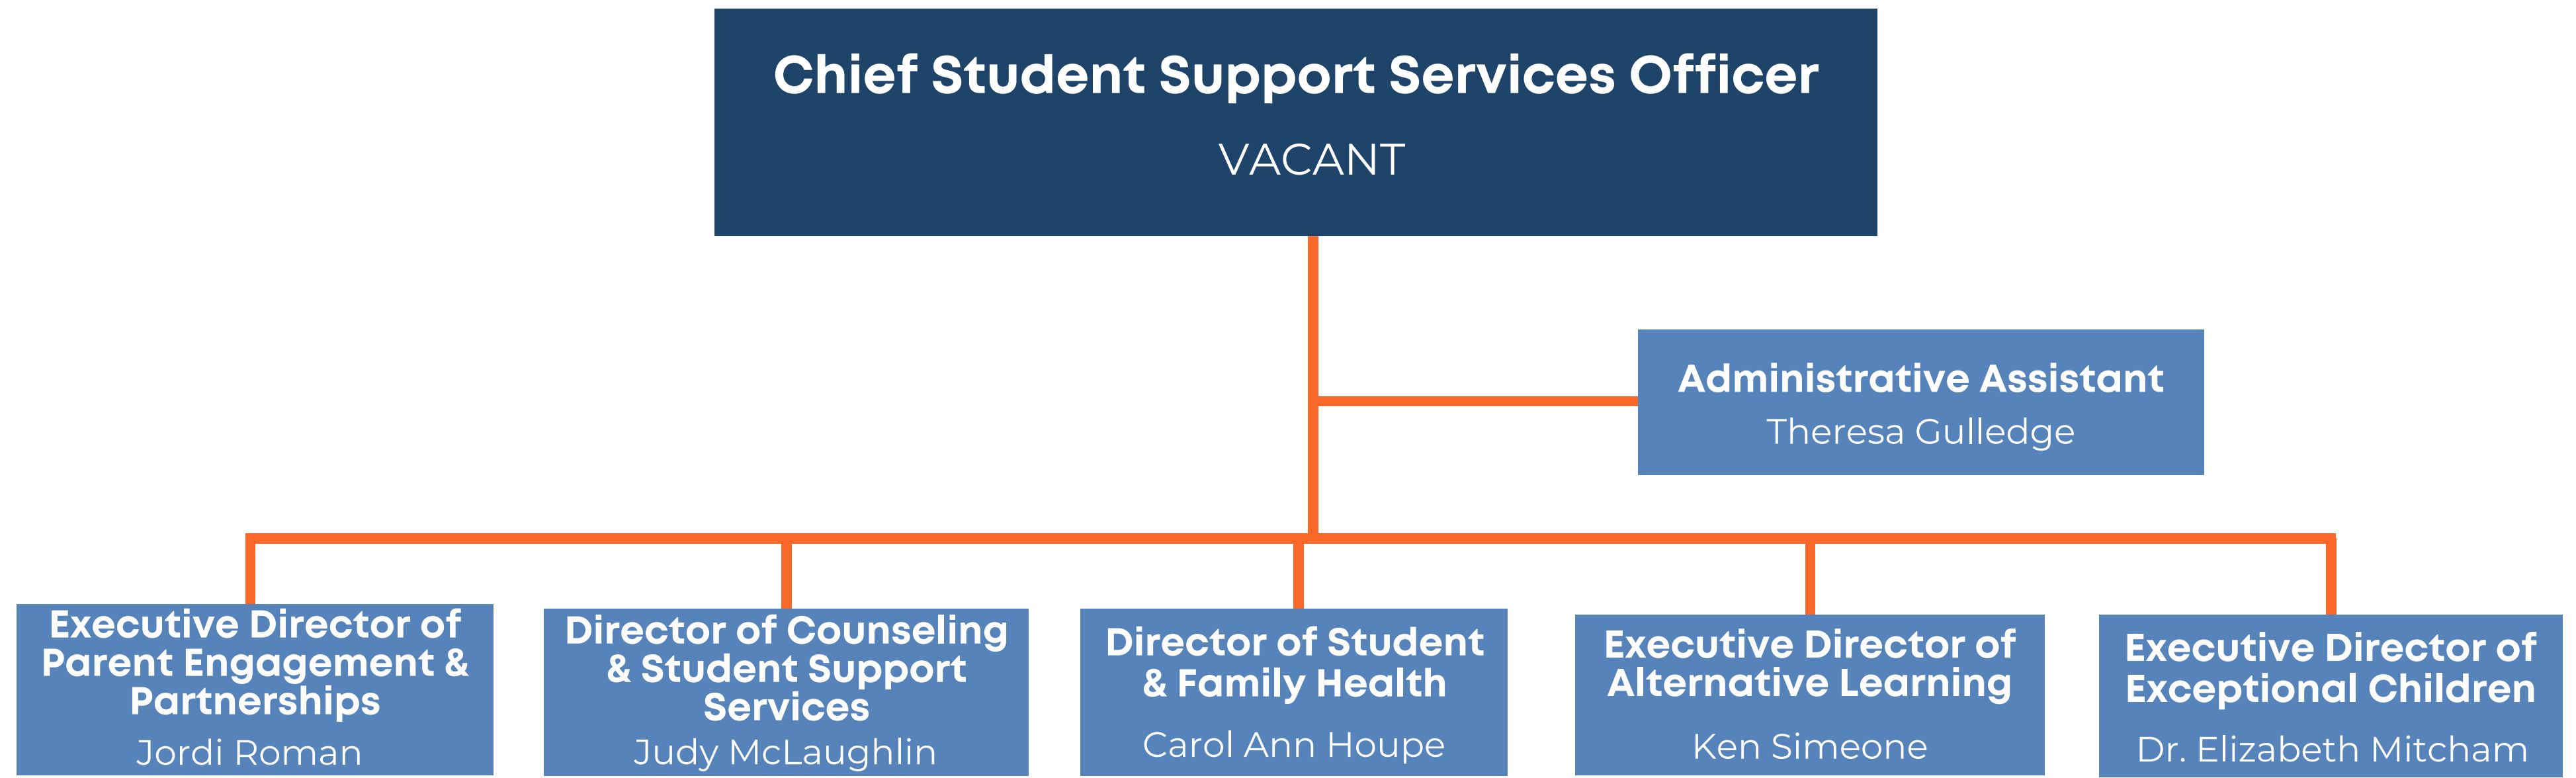 Chief Student Support Services Officer
VACANT
Administrative Assistant
Theresa Gulledge
Executive Director of
Parent Engagement &
Partnerships
Jordi Roman
Director of Counseling
& Student Support
Services
Judy McLaughlin
Director of Student
& Family Health
Carol Ann Houpe
Executive Director of
Alternative Learning
Ken Simeone
Executive Director of
Exceptional Children
Dr. Elizabeth Mitcham